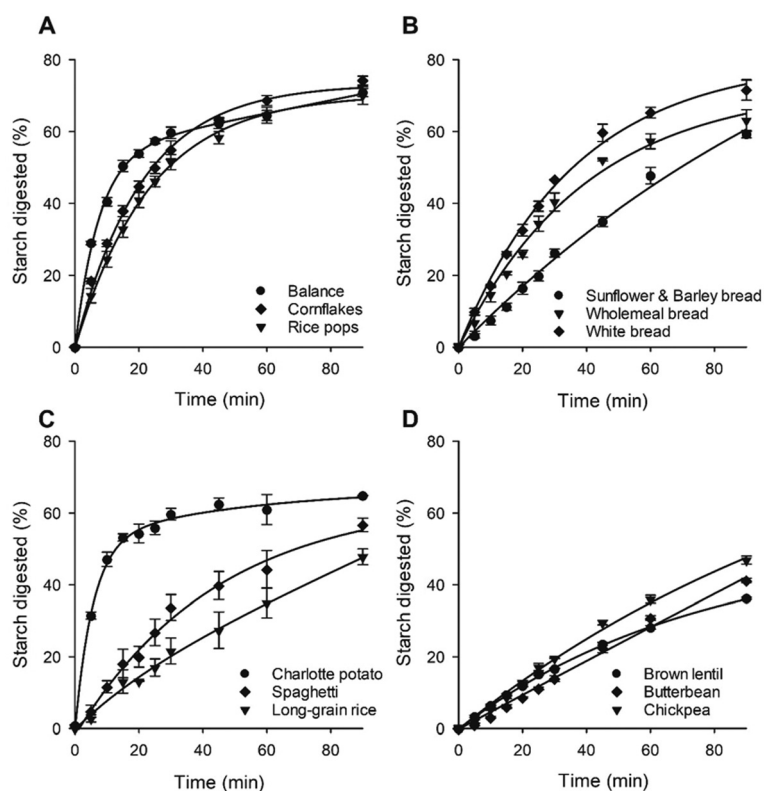 A
80
60
40
20
0
Starch digested (%)
Balance
Cornflakes
Rice pops
0 20 40 60 80
Time (min)
B
80
60
40
20
0
Starch digested (%)
Sunflower & Barley bread
Wholemeal bread
White bread
0 20 40 60 80
Time (min)
C
80
60
40
20
0
Starch digested (%)
Charlotte potato
Spaghetti
Long-grain rice
0 20 40 60 80
Time (min)
D
80
60
40
20
0
Starch digested (%)
Brown lentil
Butterbean
Chickpea
0 20 40 60 80
Time (min)